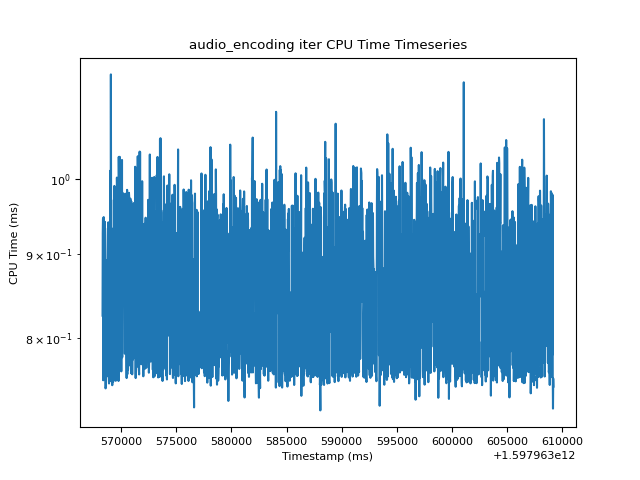 audio_encoding iter CPU Time Timeseries
CPU Time (ms)
10⁰
9 × 10⁻¹
8 × 10⁻¹
570000 575000 580000 585000 590000 595000 600000 605000 610000
Timestamp (ms)
+1.597963e12